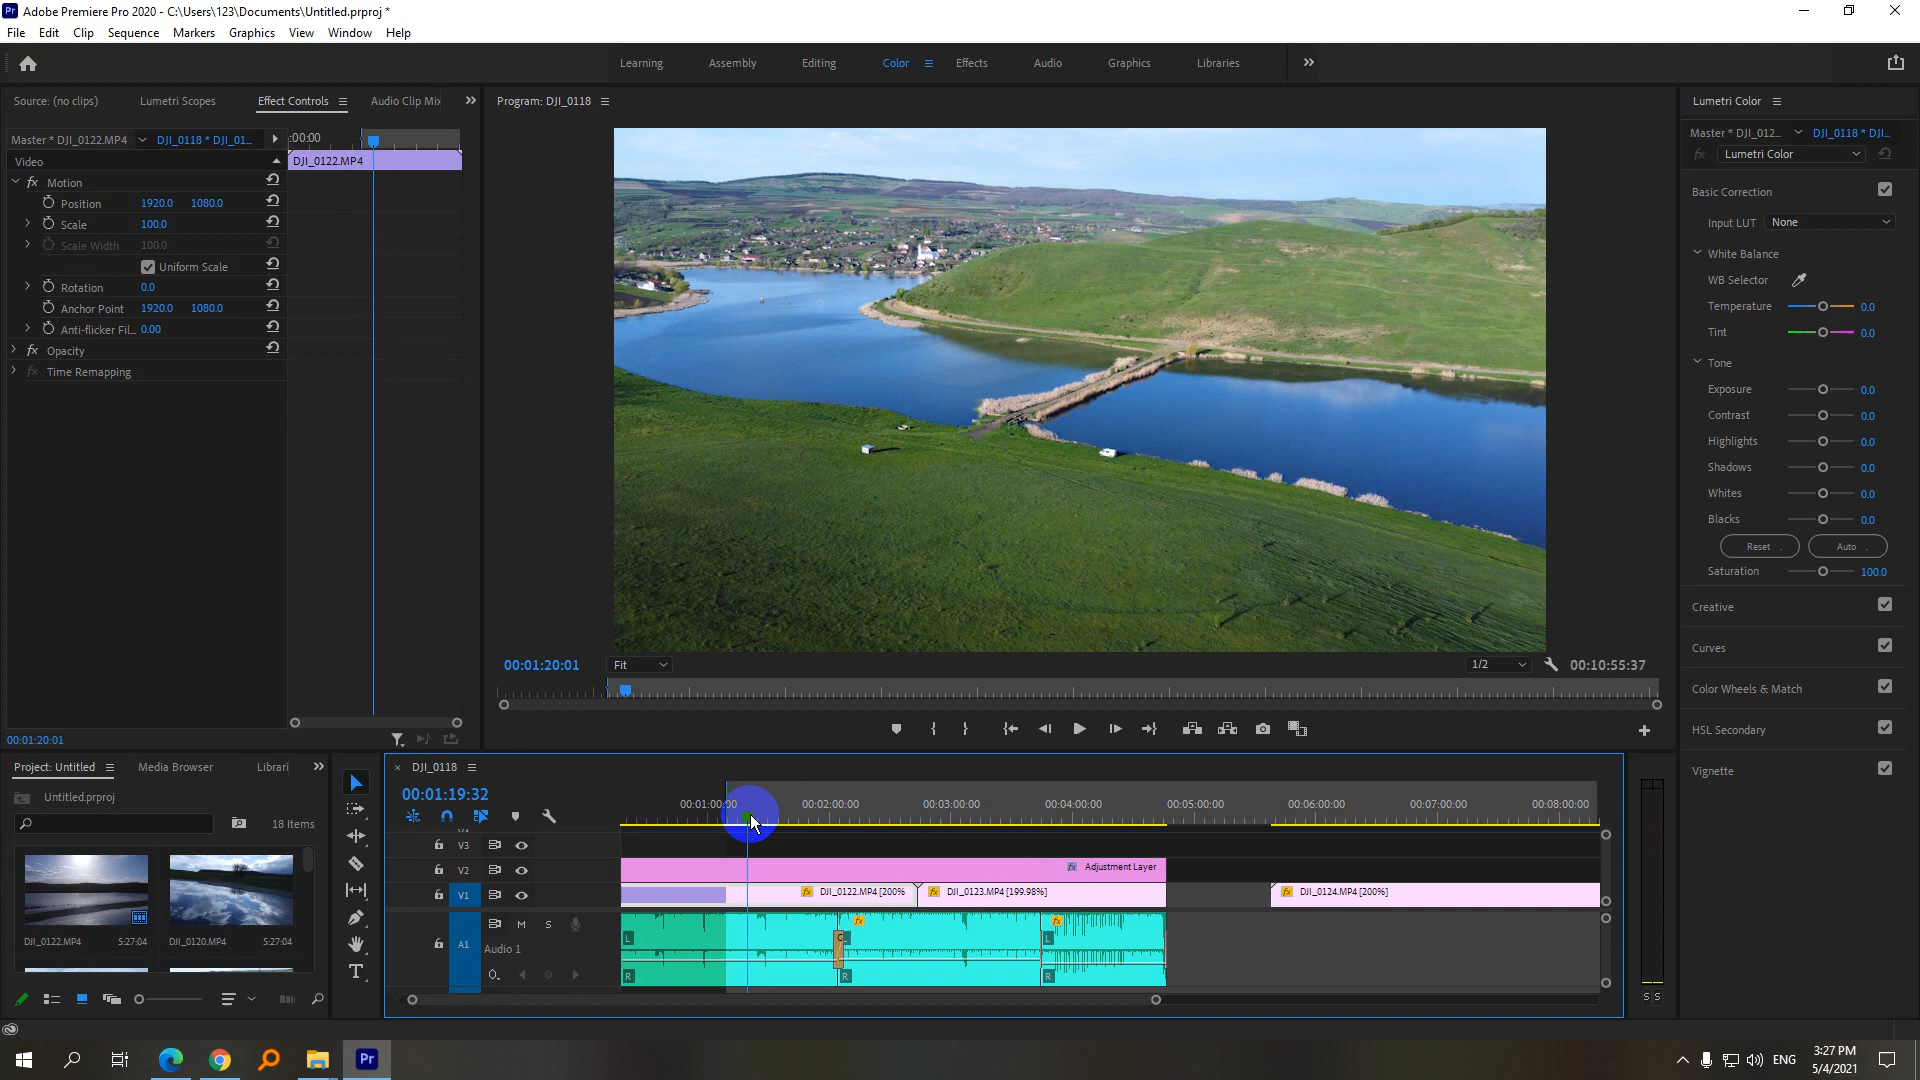 Adobe Premiere Pro 2020 - C:\Users\123\Documents\Untitled.prproj *
File Edit Clip Sequence Markers Graphics View Window Help
Learning Assembly Editing Color Effects Audio Graphics Libraries
Source: (no clips) Lumetri Scopes Effect Controls Audio Clip Mix
Master * DJI_0122.MP4 DJI_0118 * DJI_01... :00:00
Video DJI_0122.MP4
Motion
Position 1920.0 1080.0
Scale 100.0
Scale Width 100.0
Uniform Scale
Rotation 0.0
Anchor Point 1920.0 1080.0
Anti-flicker Fil... 0.00
Opacity
Time Remapping
00:01:20:01
Program: DJI_0118
00:01:20:01 Fit 1/2 00:10:55:37
Lumetri Color
Master * DJI_012... DJI_0118 * DJI...
fx Lumetri Color
Basic Correction
Input LUT None
White Balance
WB Selector
Temperature 0.0
Tint 0.0
Tone
Exposure 0.0
Contrast 0.0
Highlights 0.0
Shadows 0.0
Whites 0.0
Blacks 0.0
Reset Auto
Saturation 100.0
Creative
Curves
Color Wheels & Match
HSL Secondary
Vignette
Project: Untitled Media Browser Librari
Untitled.prproj
18 Items
DJI_0122.MP4 5:27:04 DJI_0120.MP4 5:27:04
DJI_0118
00:01:19:32
00:01:00:00 00:02:00:00 00:03:00:00 00:04:00:00 00:05:00:00 00:06:00:00 00:07:00:00 00:08:00:00
V3
V2 fx Adjustment Layer
V1 fx DJI_0122.MP4 [200% fx DJI_0123.MP4 [199.98%] fx DJI_0124.MP4 [200%]
M S
A1 Audio 1
L L
R R R
S S
Pr ENG 3:27 PM
5/4/2021